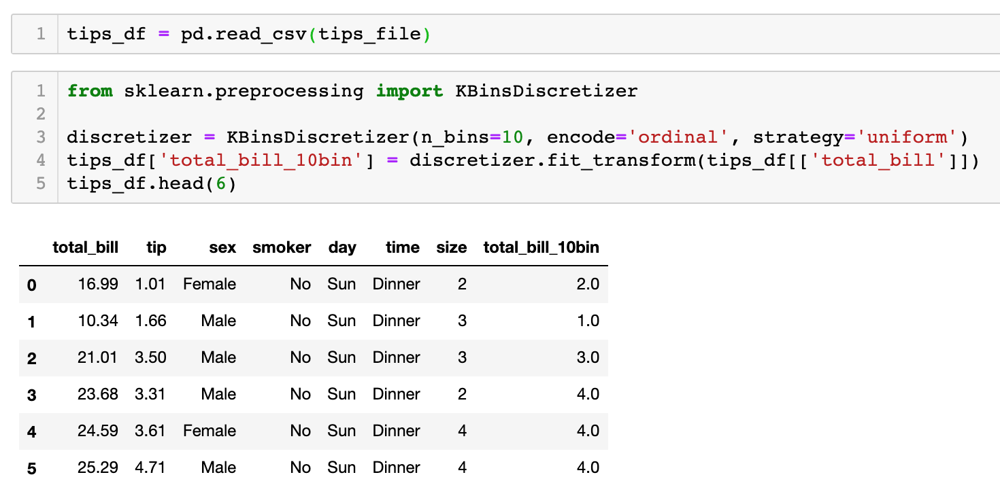 1 tips_df = pd.read_csv(tips_file)
1 from sklearn.preprocessing import KBinsDiscretizer
2
3 discretizer = KBinsDiscretizer(n_bins=10, encode='ordinal', strategy='uniform')
4 tips_df['total_bill_10bin'] = discretizer.fit_transform(tips_df[['total_bill']])
5 tips_df.head(6)
total_bill tip sex smoker day time size total_bill_10bin
0 16.99 1.01 Female No Sun Dinner 2 2.0
1 10.34 1.66 Male No Sun Dinner 3 1.0
2 21.01 3.50 Male No Sun Dinner 3 3.0
3 23.68 3.31 Male No Sun Dinner 2 4.0
4 24.59 3.61 Female No Sun Dinner 4 4.0
5 25.29 4.71 Male No Sun Dinner 4 4.0